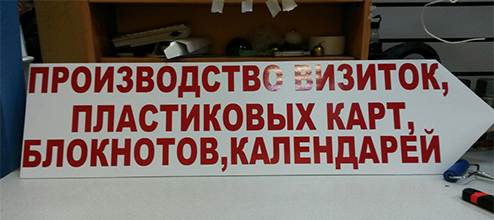 ПРОИЗВОДСТВО ВИЗИТОК,
ПЛАСТИКОВЫХ КАРТ,
БЛОКНОТОВ,КАЛЕНДАРЕЙ